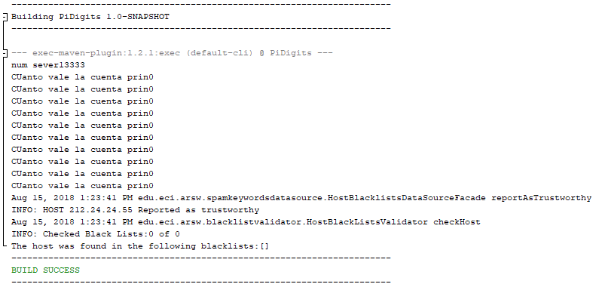 ------------------------------------------------------------------------
Building PiDigits 1.0-SNAPSHOT
------------------------------------------------------------------------
--- exec-maven-plugin:1.2.1:exec (default-cli) @ PiDigits ---
num sever13333
CUanto vale la cuenta prin0
CUanto vale la cuenta prin0
CUanto vale la cuenta prin0
CUanto vale la cuenta prin0
CUanto vale la cuenta prin0
CUanto vale la cuenta prin0
CUanto vale la cuenta prin0
CUanto vale la cuenta prin0
CUanto vale la cuenta prin0
CUanto vale la cuenta prin0
Aug 15, 2018 1:23:41 PM edu.eci.arsw.spamkeywordsdatasource.HostBlacklistsDataSourceFacade reportAsTrustworthy
INFO: HOST 212.24.24.55 Reported as trustworthy
Aug 15, 2018 1:23:41 PM edu.eci.arsw.blacklistvalidator.HostBlackListsValidator checkHost
INFO: Checked Black Lists:0 of 0
The host was found in the following blacklists:[]
------------------------------------------------------------------------
BUILD SUCCESS
------------------------------------------------------------------------